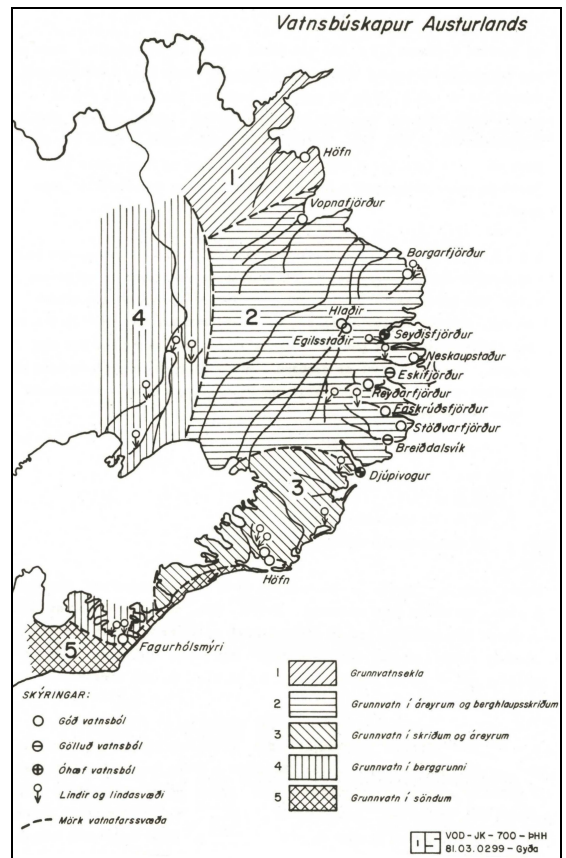 Vatnsbúskapur Austurlands
Höfn
1
Vopnafjörður
Borgarfjörður
4
2
Hlaðir
Egilsstaðir
Seyðisfjörður
Neskaupstaður
Eskifjörður
Reyðarfjörður
Fáskrúðsfjörður
Stöðvarfjörður
Breiðdalsvík
3
Djúpivogur
Höfn
5
Fagurhólsmýri
SKÝRINGAR:
Góð vatnsból
Gölluð vatnsból
Óhæf vatnsból
Lindir og lindasvæði
Mörk vatnafarssvæða
1 Grunnvatnsekla
2 Grunnvatn í áreyrum og berghlaupsskriðum
3 Grunnvatn í skriðum og áreyrum
4 Grunnvatn í berggrunni
5 Grunnvatn í söndum
VOD-JK-700-ÞHH
81.03.0299-Gyða